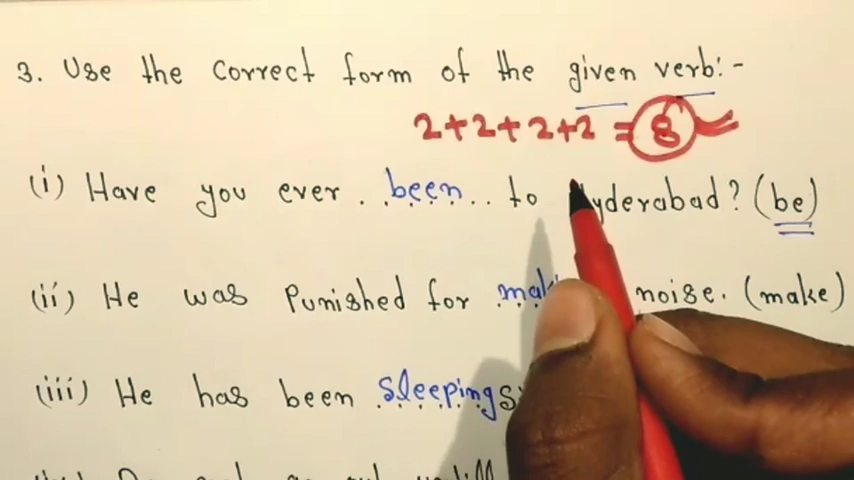 3. Use the correct form of the given verb:-
2+2+2+2 = 8
(i) Have you ever ..been.. to Hyderabad? (be)
(ii) He was Punished for noise. (make)
(iii) He has been sleeping